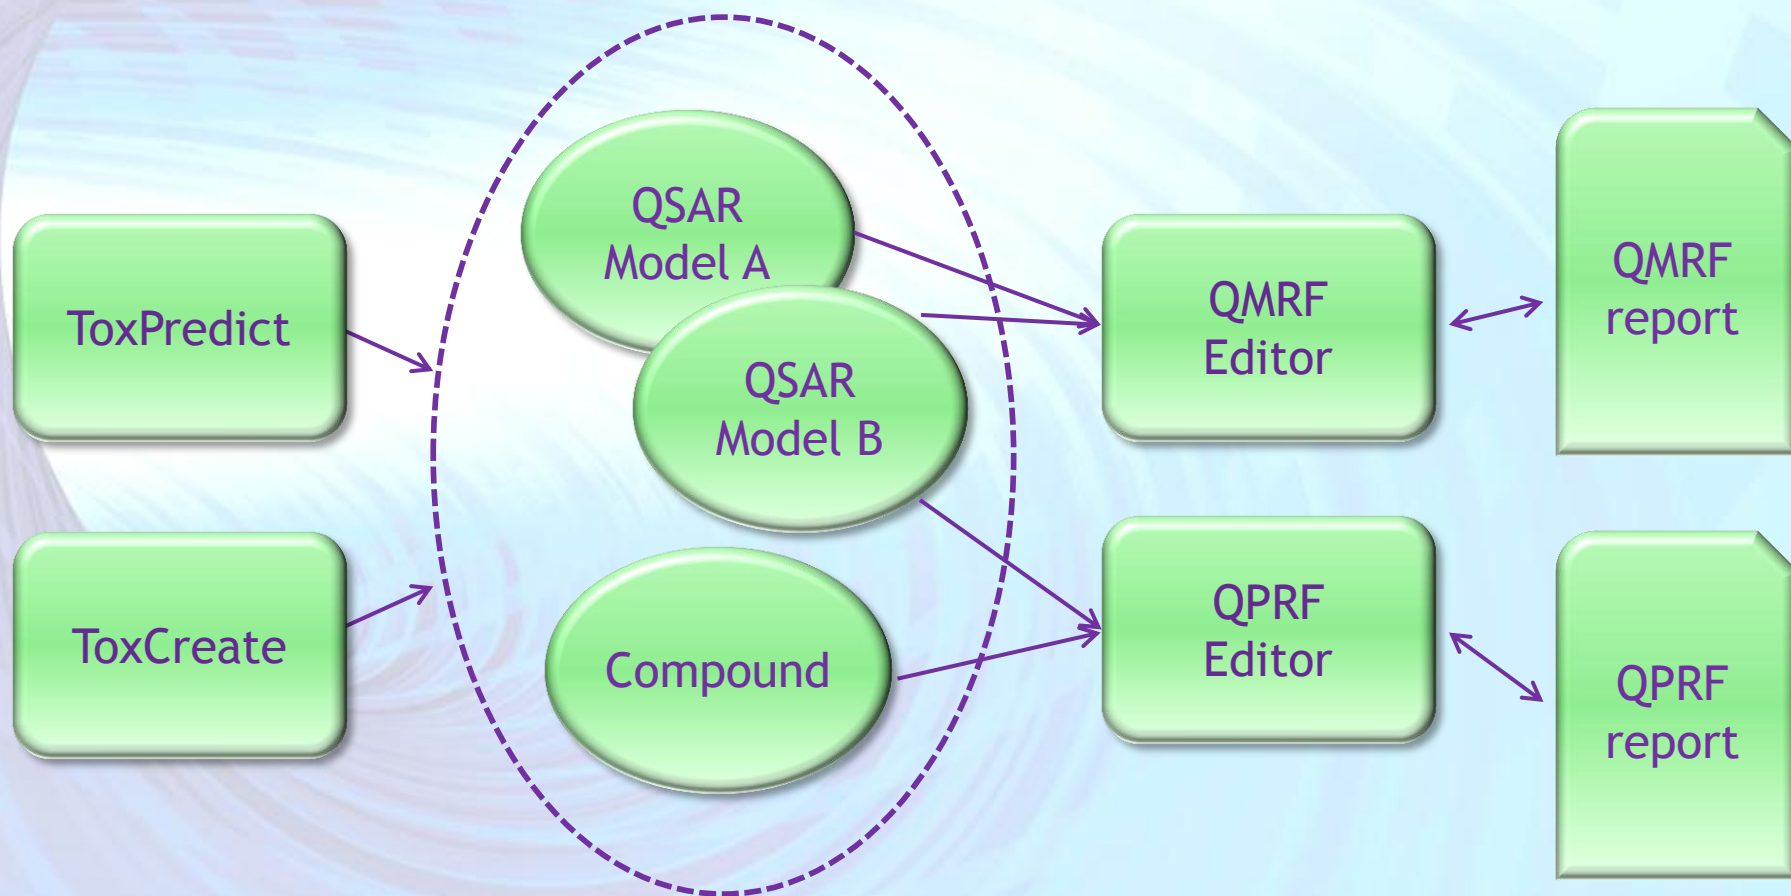 ToxPredict
ToxCreate
QSAR
Model A
QSAR
Model B
Compound
QMRF
Editor
QPRF
Editor
QMRF
report
QPRF
report